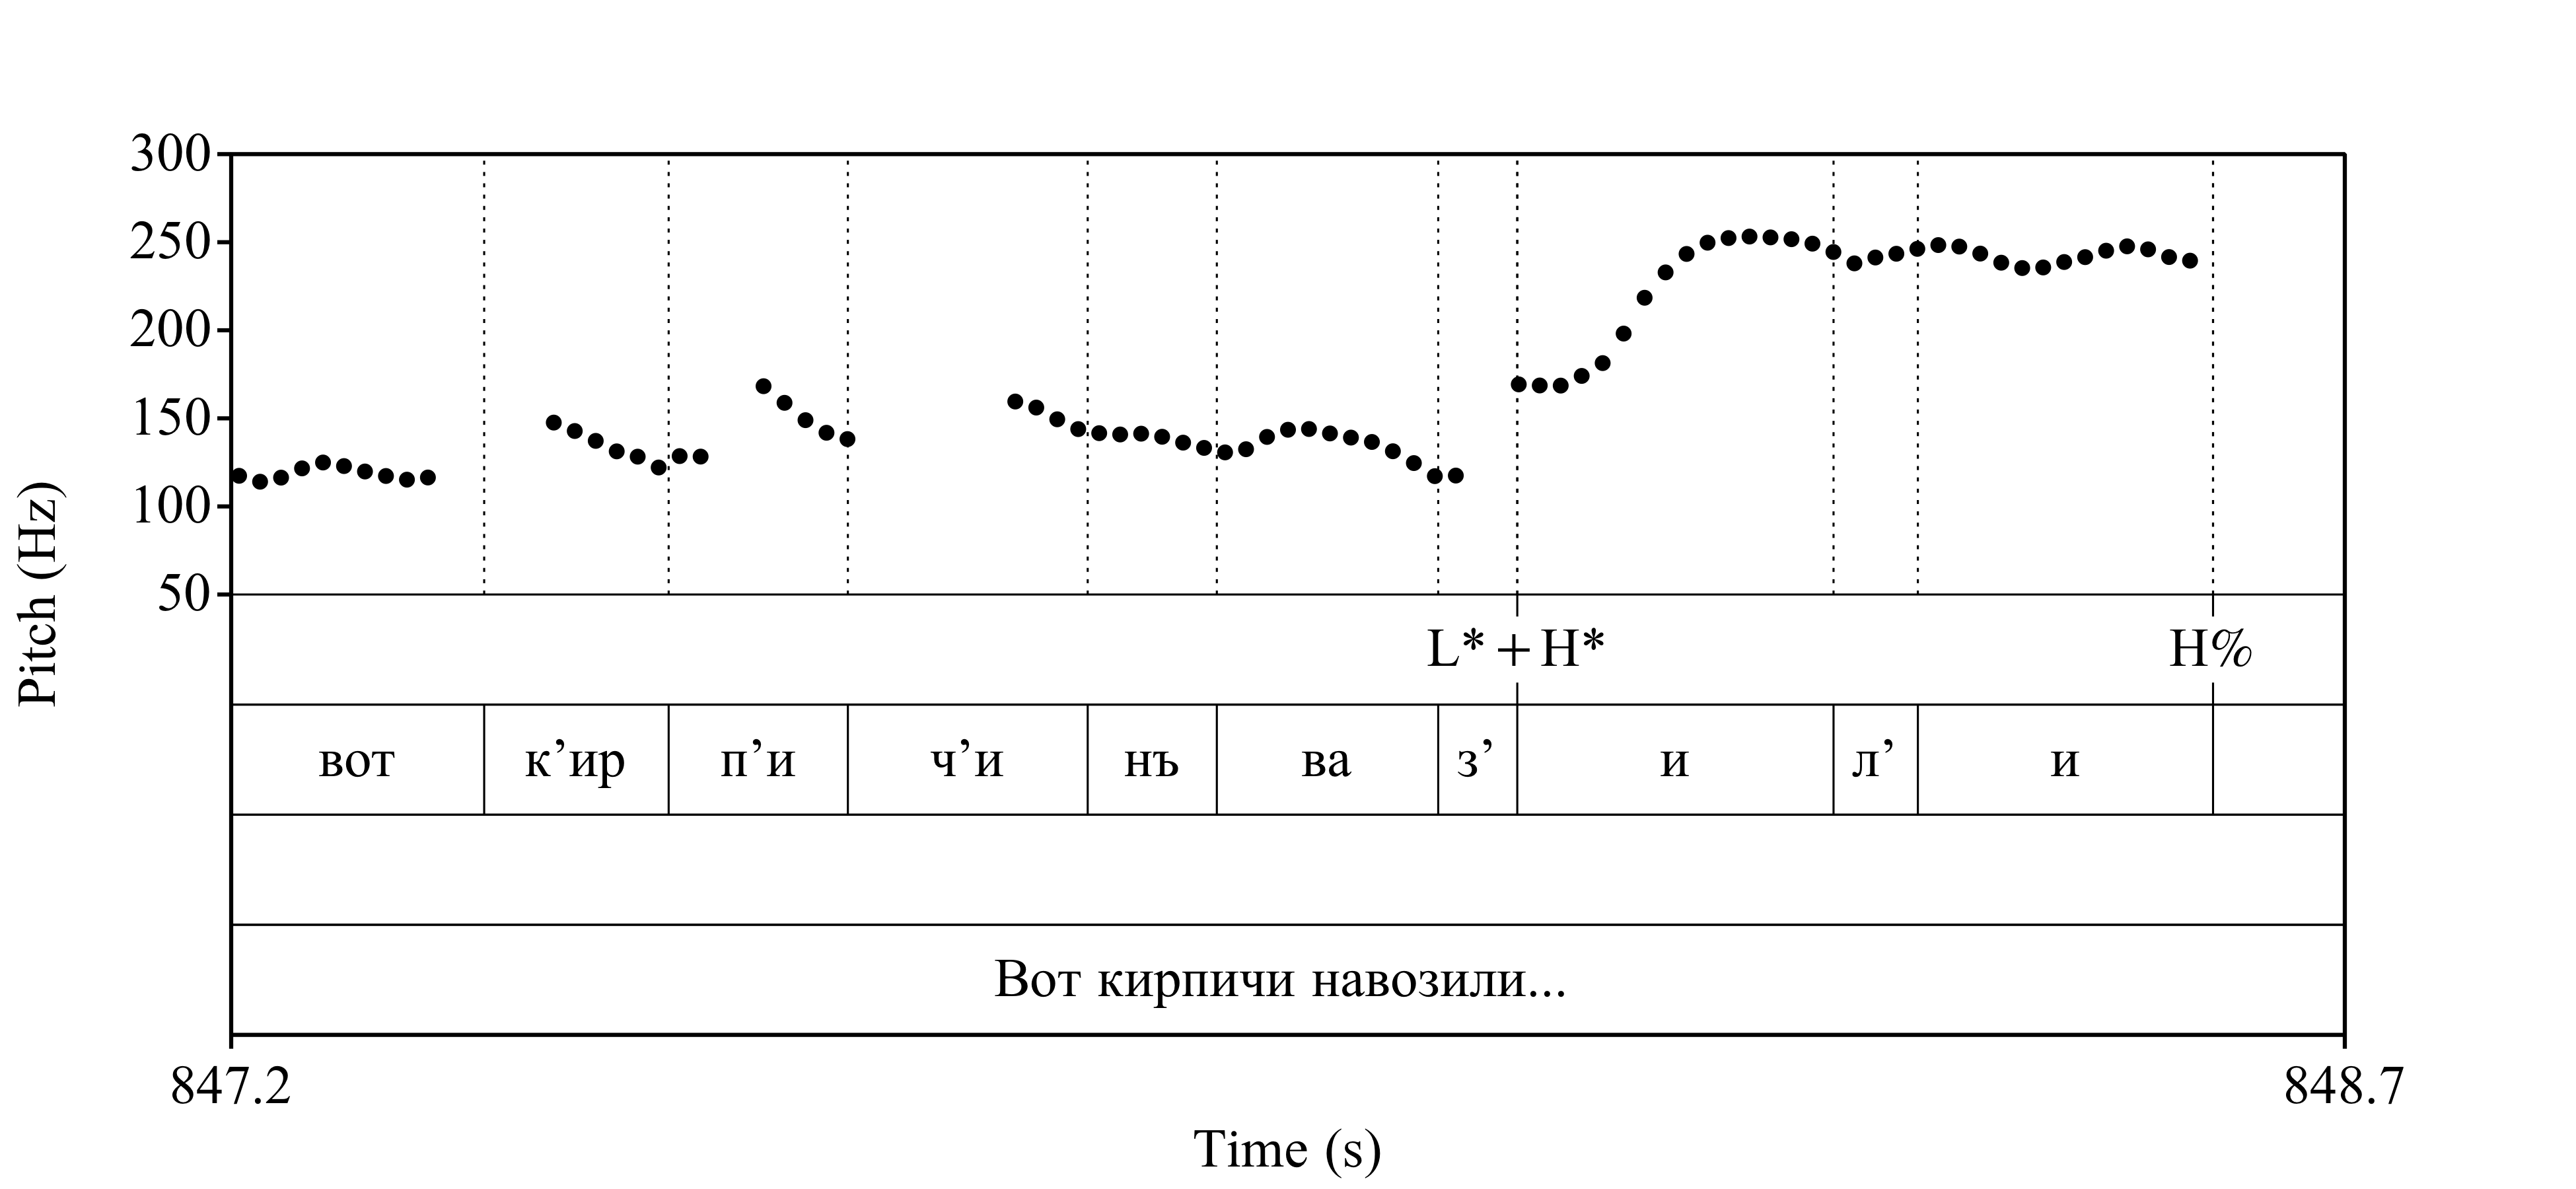 300
250
200
150
100
50
Pitch (Hz)
L* + H* H%
вот к’ир п’и ч’и нъ ва з’ и л’ и
Вот кирпичи навозили...
847.2 848.7
Time (s)